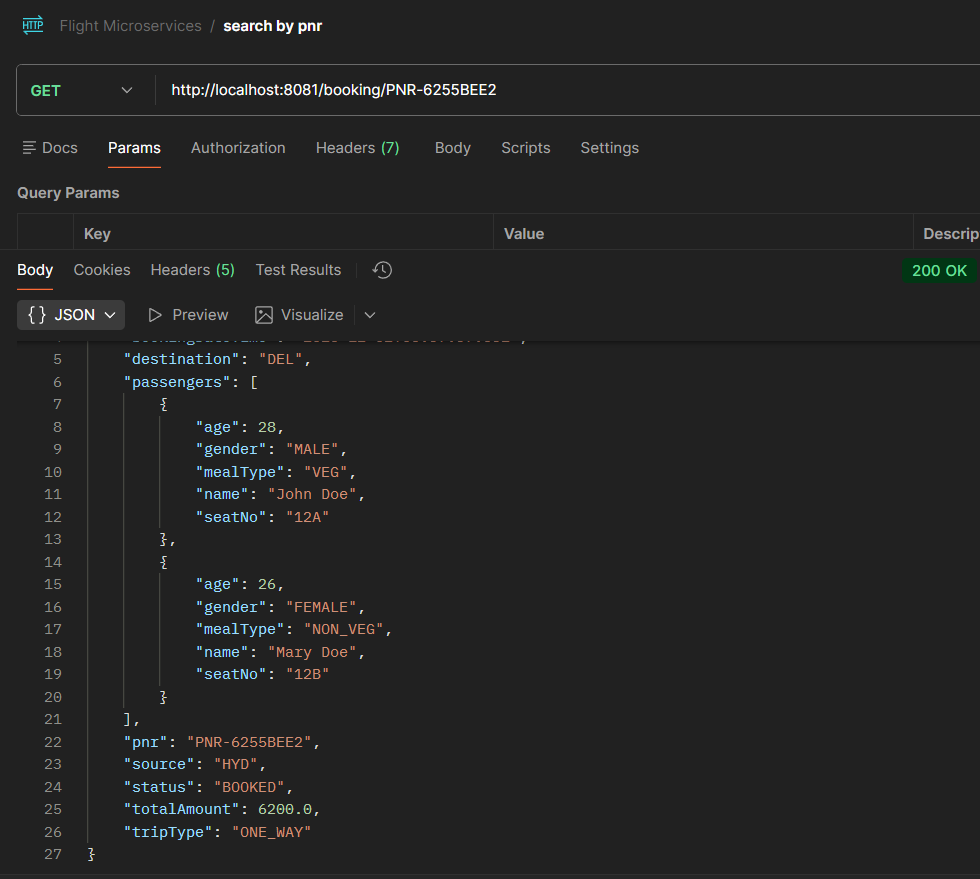 HTTP Flight Microservices / search by pnr
GET http://localhost:8081/booking/PNR-6255BEE2
Docs Params Authorization Headers (7) Body Scripts Settings
Query Params
Key Value Descrip
Body Cookies Headers (5) Test Results 200 OK
{} JSON Preview Visualize
5 "destination": "DEL",
6 "passengers": [
7 {
8 "age": 28,
9 "gender": "MALE",
10 "mealType": "VEG",
11 "name": "John Doe",
12 "seatNo": "12A"
13 },
14 {
15 "age": 26,
16 "gender": "FEMALE",
17 "mealType": "NON_VEG",
18 "name": "Mary Doe",
19 "seatNo": "12B"
20 }
21 ],
22 "pnr": "PNR-6255BEE2",
23 "source": "HYD",
24 "status": "BOOKED",
25 "totalAmount": 6200.0,
26 "tripType": "ONE_WAY"
27 }